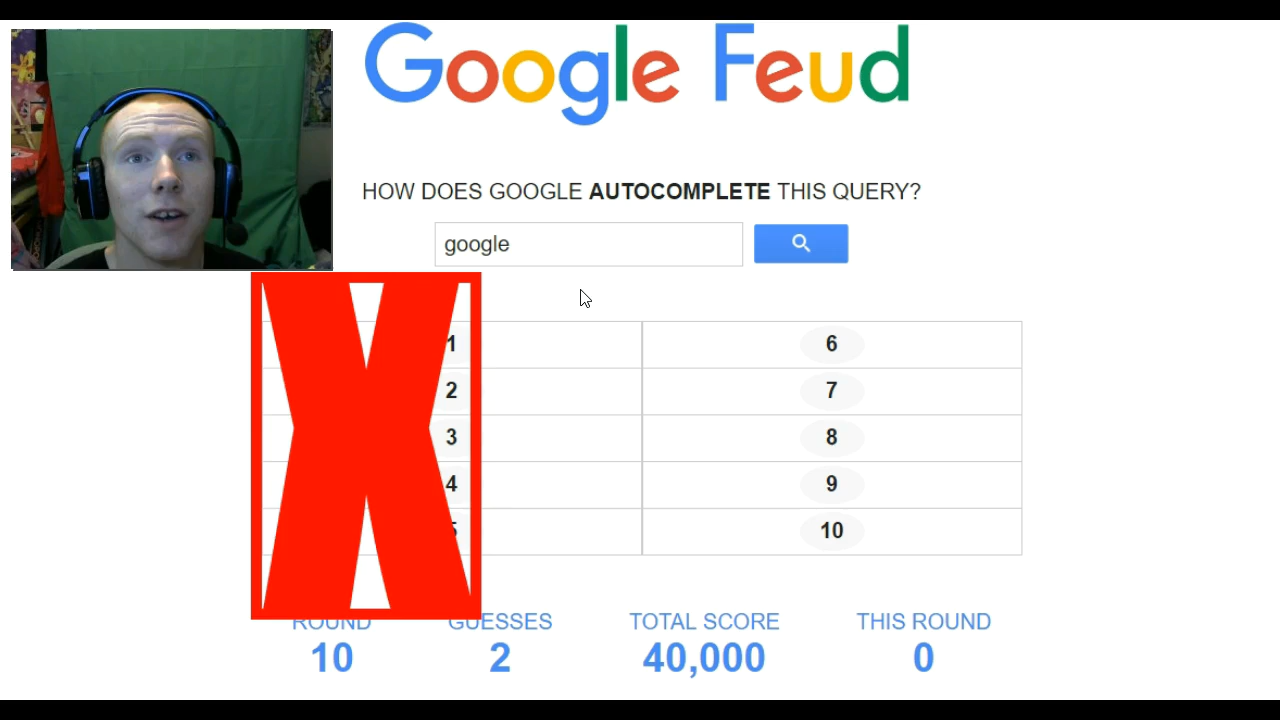 Google Feud
HOW DOES GOOGLE AUTOCOMPLETE THIS QUERY?
google
X
1
6
2
7
3
8
4
9
5
10
ROUND
GUESSES
TOTAL SCORE
THIS ROUND
10
2
40,000
0